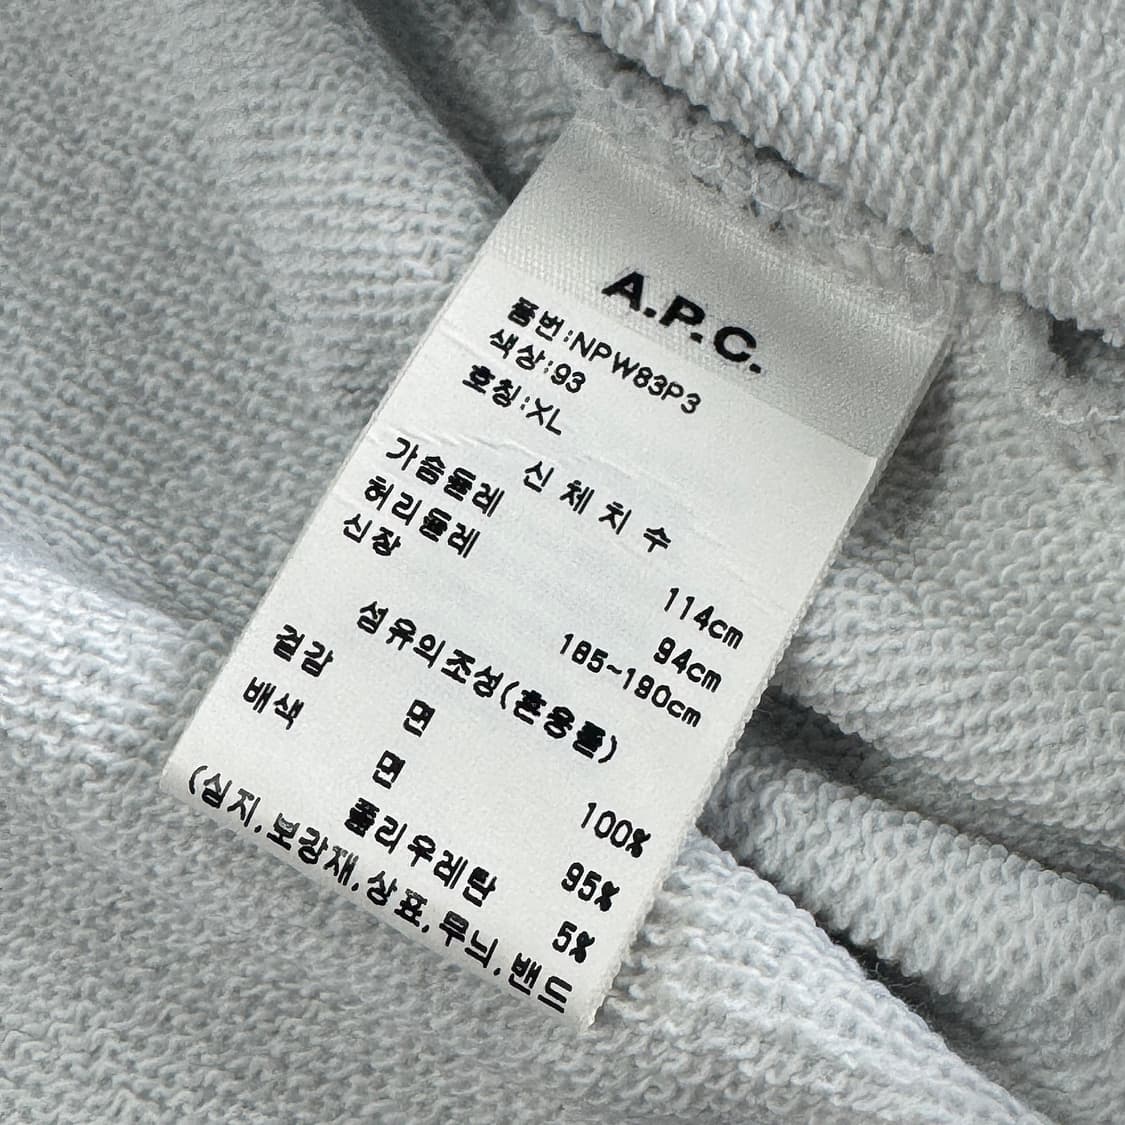 A.P.C.
품번:NPW83P3
색상:93
호칭:XL
신체치수
가슴둘레 114cm
허리둘레 94cm
신장 185~190cm
섬유의조성(혼용률)
겉감 면 100%
배색 면 95%
폴리우레탄 5%
(심지,보강재,상표,무늬,밴드